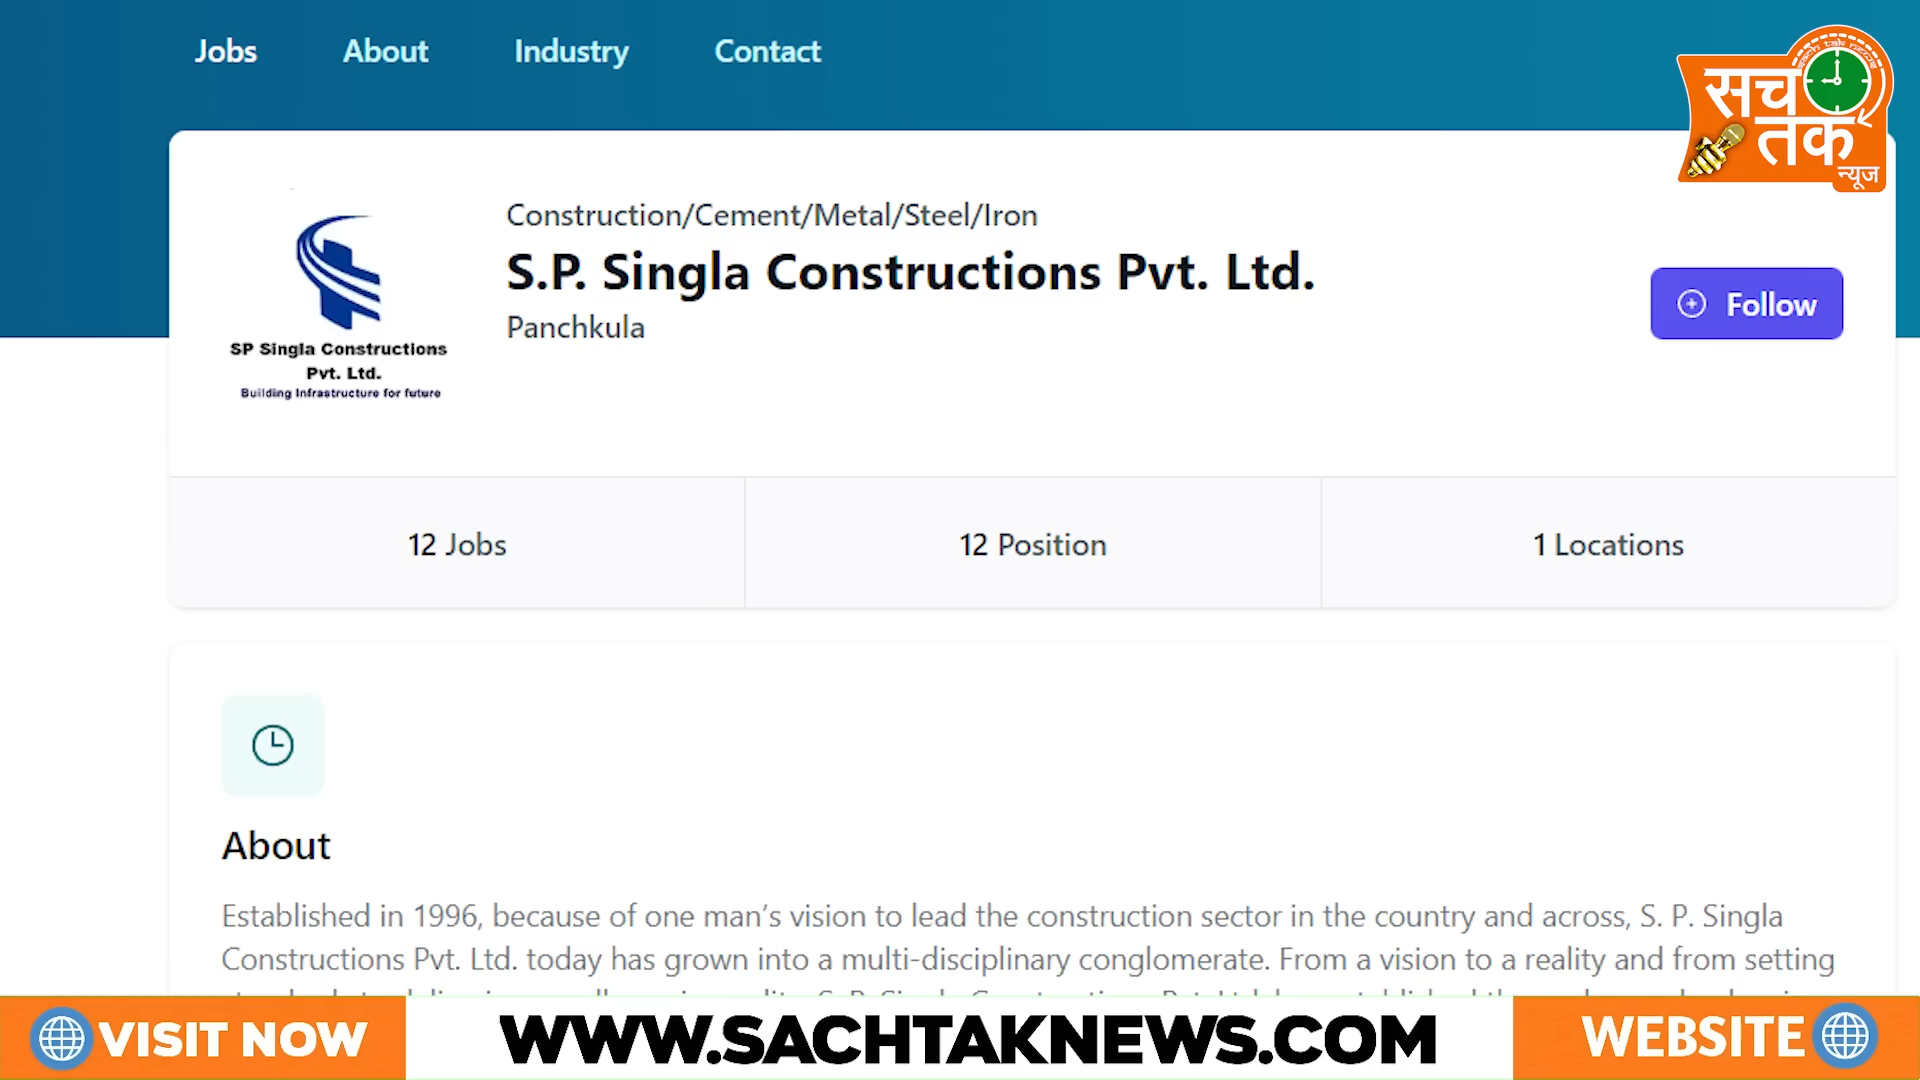 Jobs About Industry Contact
sach tak news
सच
तक
न्यूज
Construction/Cement/Metal/Steel/Iron
S.P. Singla Constructions Pvt. Ltd.
Panchkula
Follow
SP Singla Constructions
Pvt. Ltd.
Building Infrastructure for future
12 Jobs
12 Position
1 Locations
About
Established in 1996, because of one man’s vision to lead the construction sector in the country and across, S. P. Singla
Constructions Pvt. Ltd. today has grown into a multi-disciplinary conglomerate. From a vision to a reality and from setting
VISIT NOW
WWW.SACHTAKNEWS.COM
WEBSITE